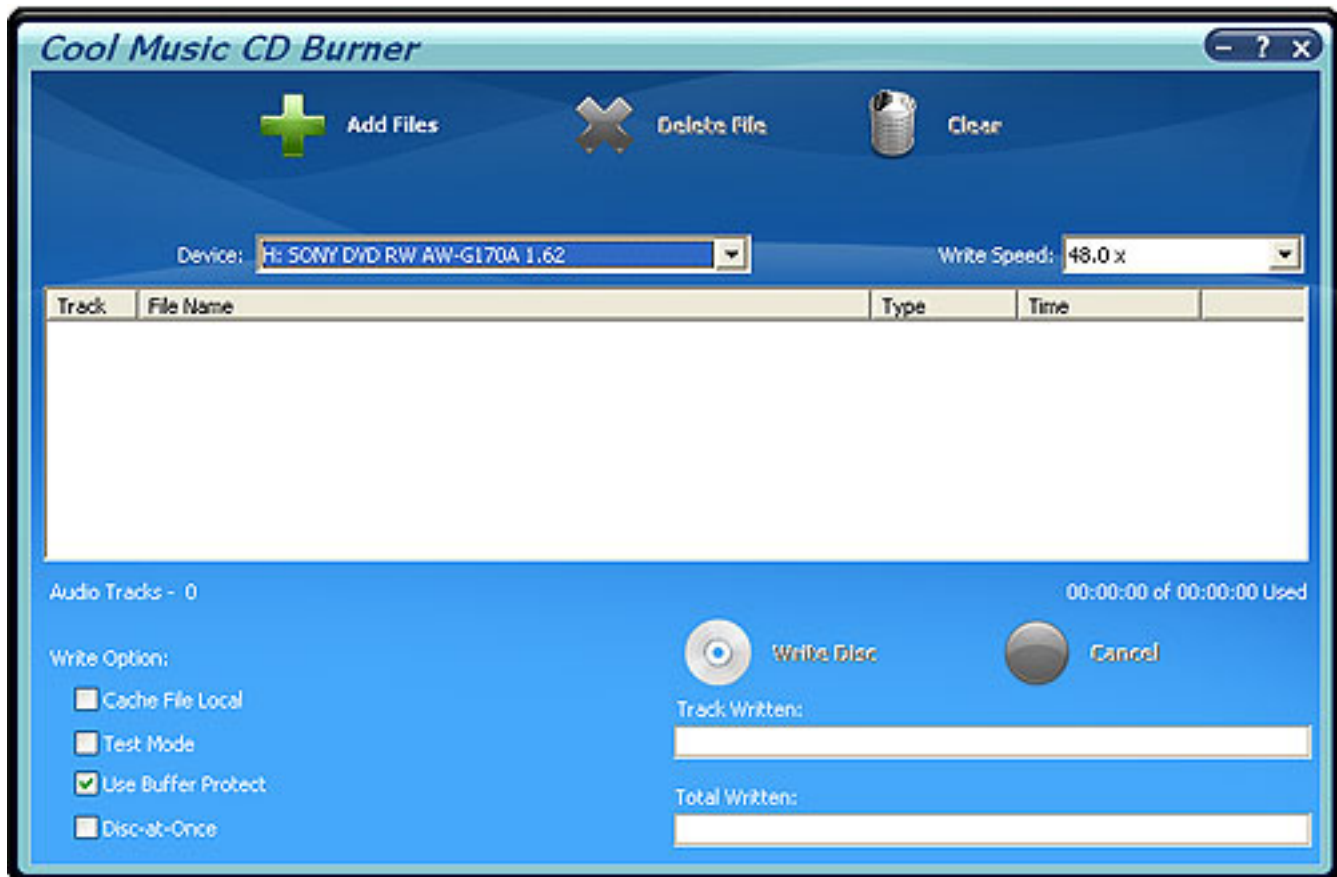 Cool Music CD Burner
Add Files Delete File Clear
Device: H: SONY DVD RW AW-G170A 1.62 Write Speed: 48.0 x
Track File Name Type Time
Audio Tracks - 0 00:00:00 of 00:00:00 Used
Write Disc Cancel
Write Option:
Cache File Local
Track Written:
Test Mode
Use Buffer Protect
Total Written:
Disc-at-Once